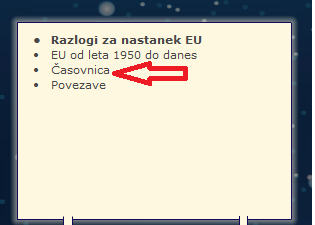 Razlogi za nastanek EU
EU od leta 1950 do danes
Časovnica
Povezave